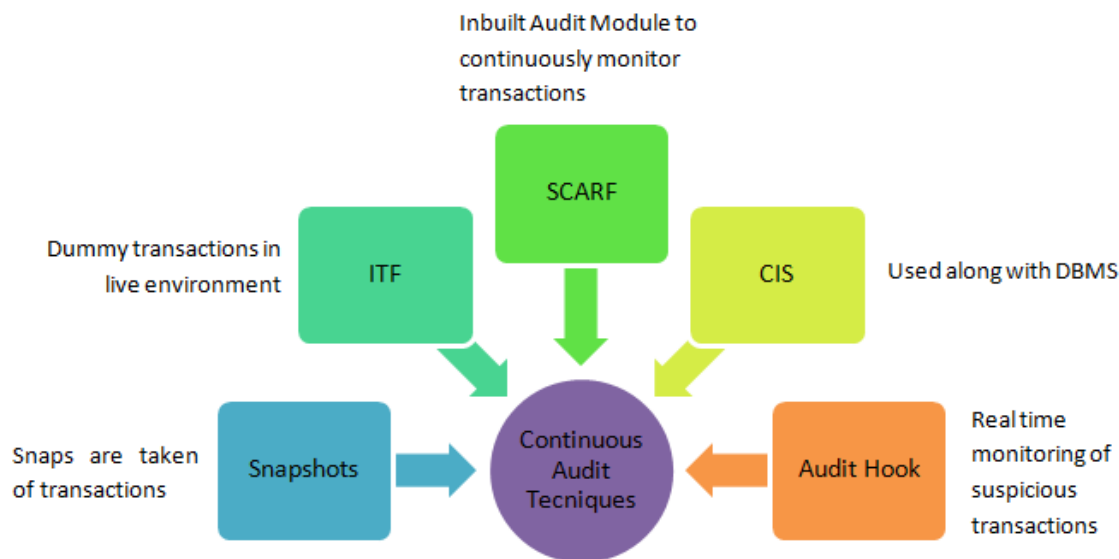 Inbuilt Audit Module to
continuously monitor
transactions
SCARF
Dummy transactions in
live environment
ITF
CIS
Used along with DBMS
Snaps are taken
of transactions
Snapshots
Continuous
Audit
Tecniques
Audit Hook
Real time
monitoring of
suspicious
transactions